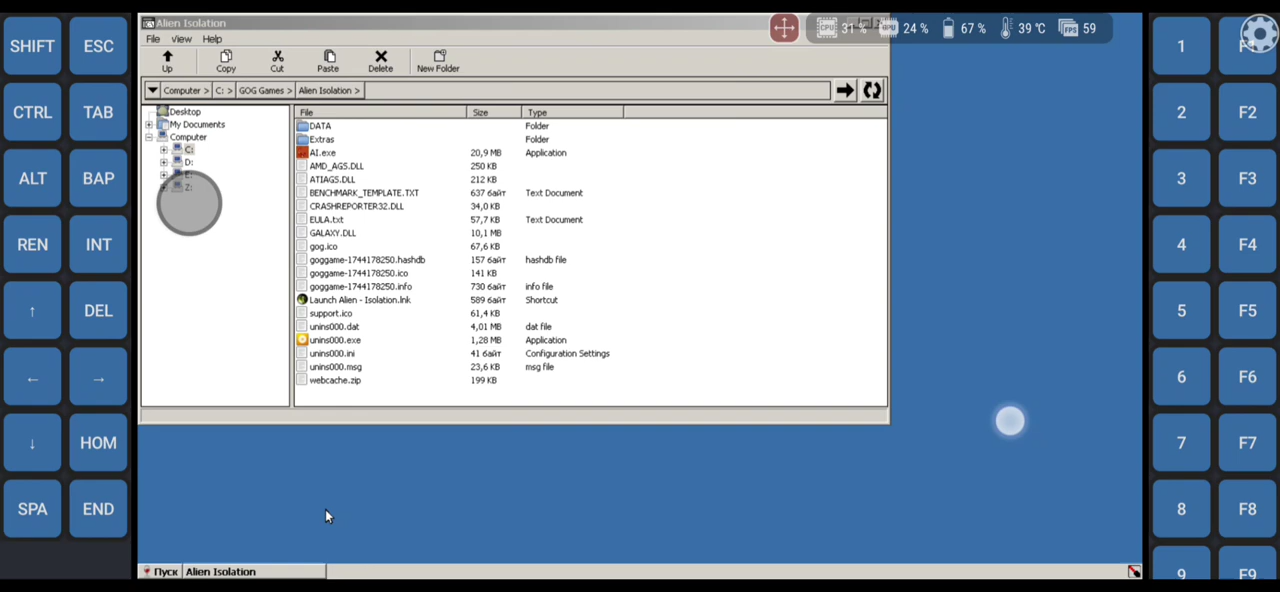 SHIFT
ESC
CTRL
TAB
ALT
BAP
REN
INT
↑
DEL
←
→
↓
HOM
SPA
END
Alien Isolation
File View Help
Up
Copy
Cut
Paste
Delete
New Folder
Computer > C: > GOG Games > Alien Isolation >
Desktop
My Documents
Computer
C:
D:
E:
Z:
File Size Type
DATA Folder
Extras Folder
AI.exe 20,9 MB Application
AMD_AGS.DLL 250 KB
ATIAGS.DLL 212 KB
BENCHMARK_TEMPLATE.TXT 637 байт Text Document
CRASHREPORTER32.DLL 34,0 KB
EULA.txt 57,7 KB Text Document
GALAXY.DLL 10,1 MB
gog.ico 67,6 KB
goggame-1744178250.hashdb 157 байт hashdb file
goggame-1744178250.ico 141 KB
goggame-1744178250.info 730 байт info file
Launch Alien - Isolation.lnk 589 байт Shortcut
support.ico 61,4 KB
unins000.dat 4,01 MB dat file
unins000.exe 1,28 MB Application
unins000.ini 41 байт Configuration Settings
unins000.msg 23,6 KB msg file
webcache.zip 199 KB
Пуск
Alien Isolation
CPU 31 % GPU 24 % 67 % 39 °C FPS 59
1
F1
2
F2
3
F3
4
F4
5
F5
6
F6
7
F7
8
F8
9
F9